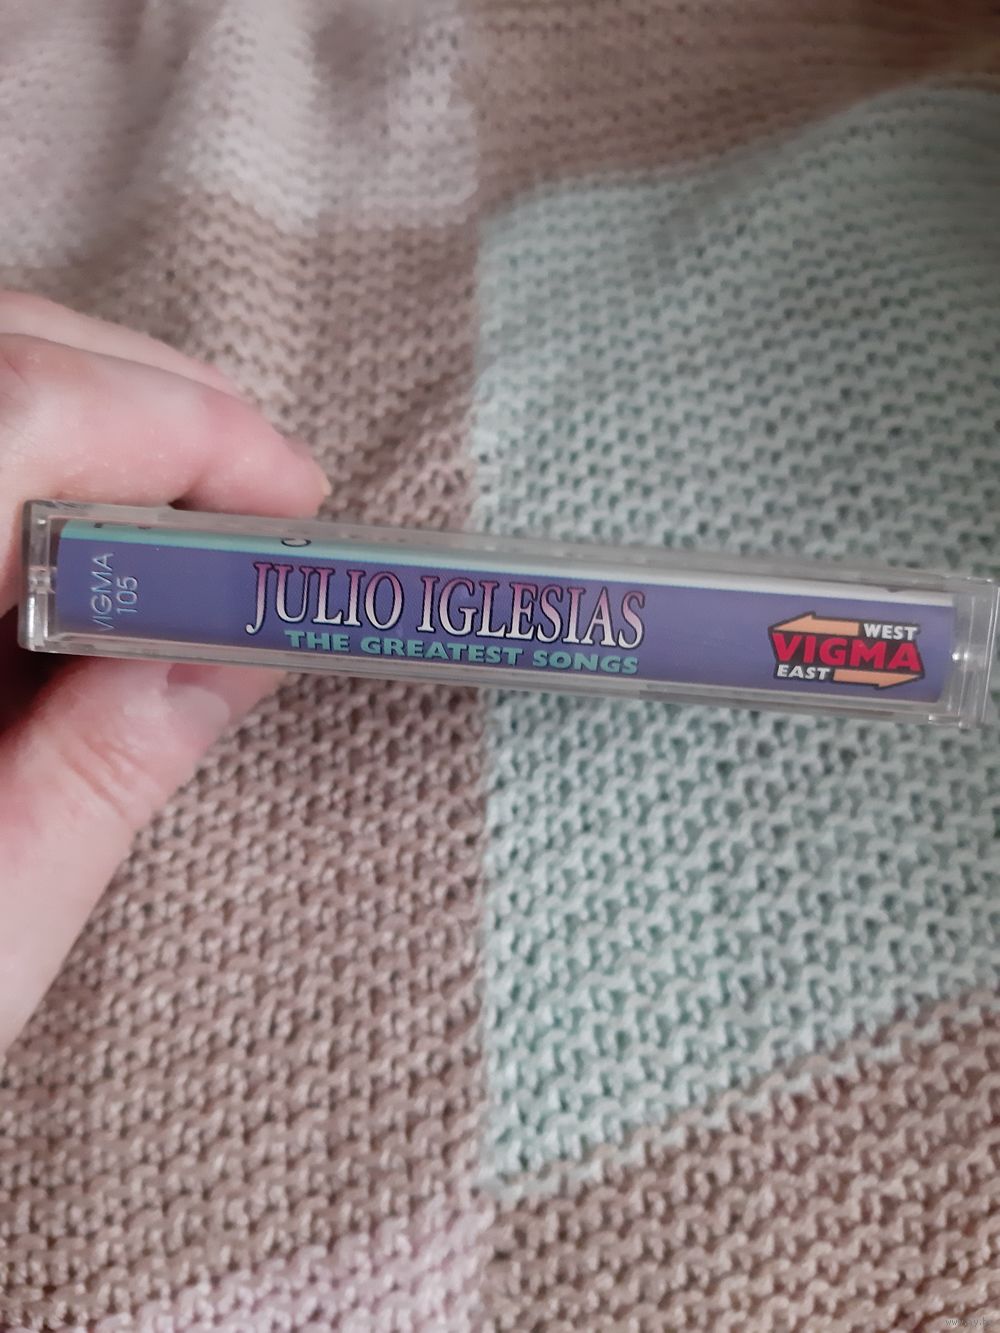 VIGMA
105
JULIO IGLESIAS
THE GREATEST SONGS
WEST
VIGMA
EAST